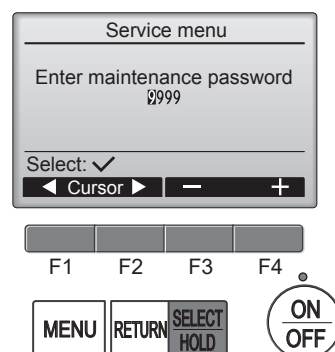 Service menu
Enter maintenance password
9999
Select: ✓
◀ Cursor ▶ − +
F1 F2 F3 F4
MENU RETURN SELECT HOLD ON OFF